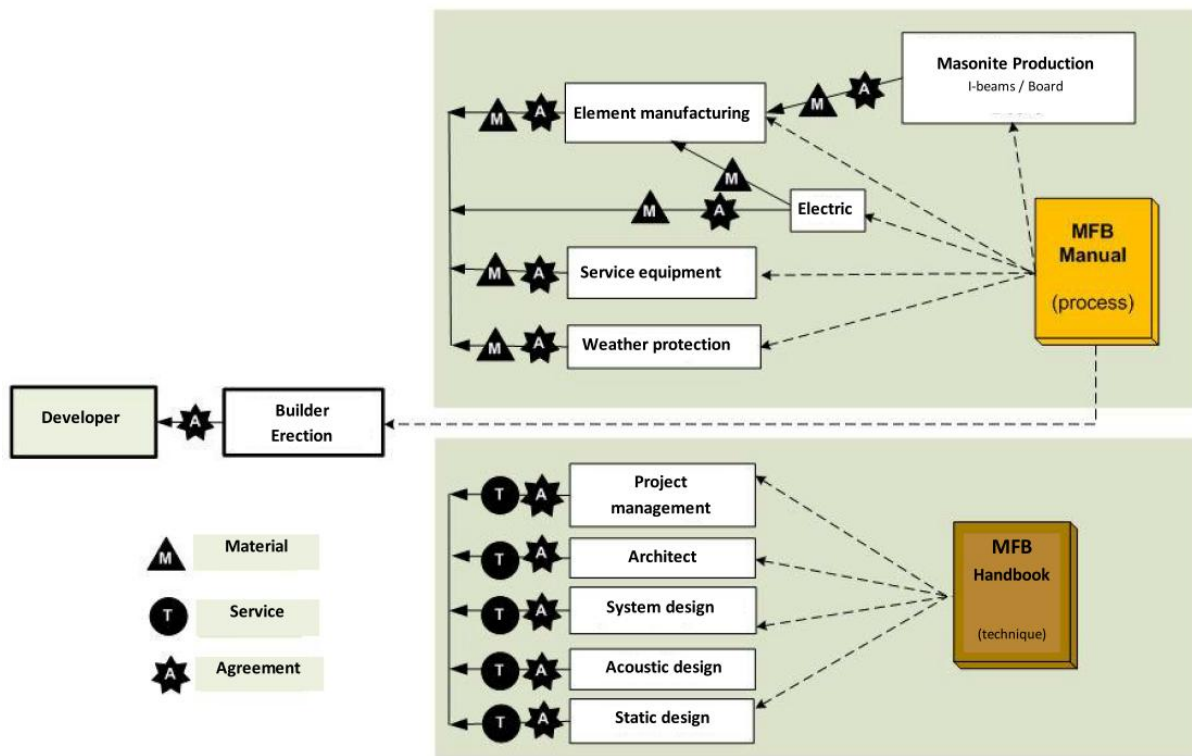 Masonite Production
I-beams / Board
M
A
M
A
Element manufacturing
M
M
A
Electric
MFB
Manual
(process)
M
A
Service equipment
M
A
Weather protection
Developer
A
Builder
Erection
T
A
Project
management
T
A
Architect
T
A
System design
T
A
Acoustic design
T
A
Static design
MFB
Handbook
(technique)
M
Material
T
Service
A
Agreement